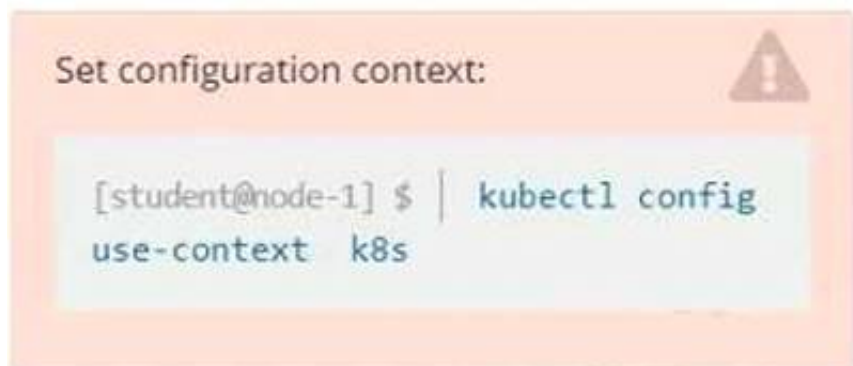 Set configuration context:
[student@node-1] $ | kubectl config
use-context k8s